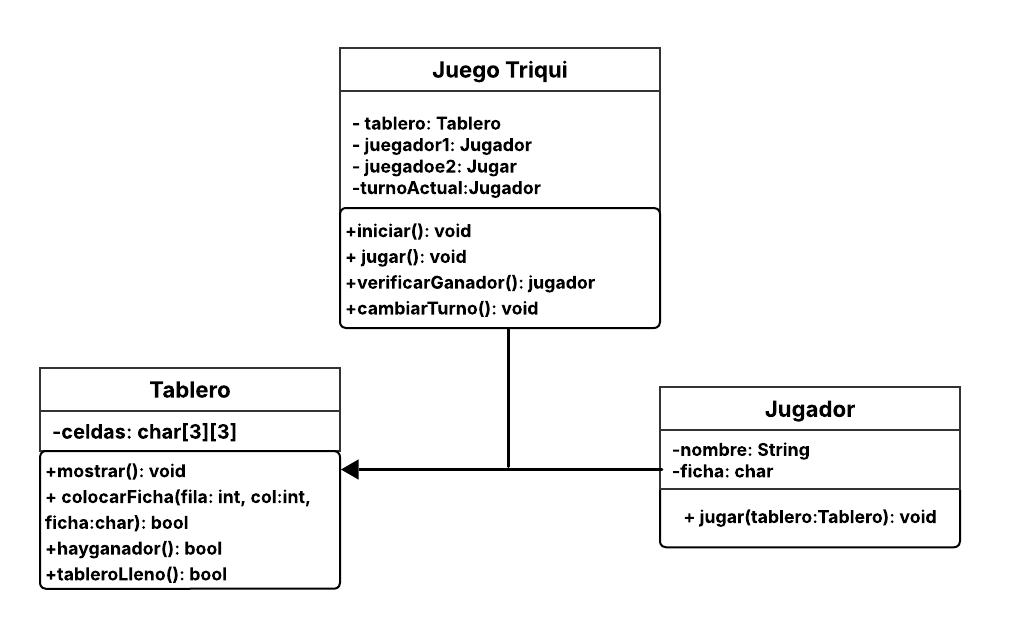 Juego Triqui
- tablero: Tablero
- juegador1: Jugador
- juegadoe2: Jugar
-turnoActual:Jugador
+iniciar(): void
+ jugar(): void
+verificarGanador(): jugador
+cambiarTurno(): void
Tablero
-celdas: char[3][3]
+mostrar(): void
+ colocarFicha(fila: int, col:int,
ficha:char): bool
+hayganador(): bool
+tableroLleno(): bool
Jugador
-nombre: String
-ficha: char
+ jugar(tablero:Tablero): void